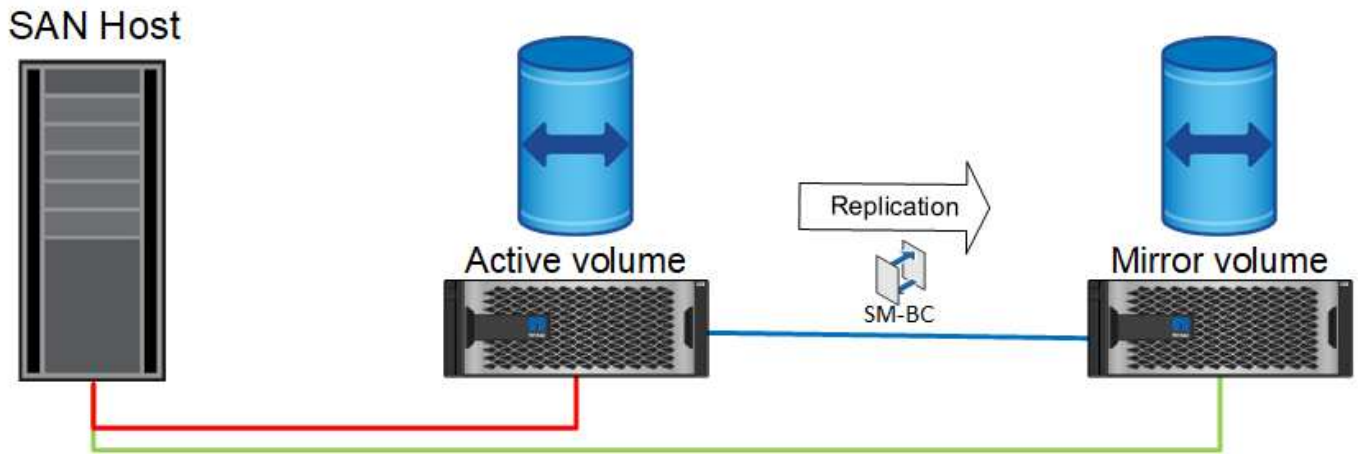 SAN Host
Replication
Active volume
Mirror volume
SM-BC